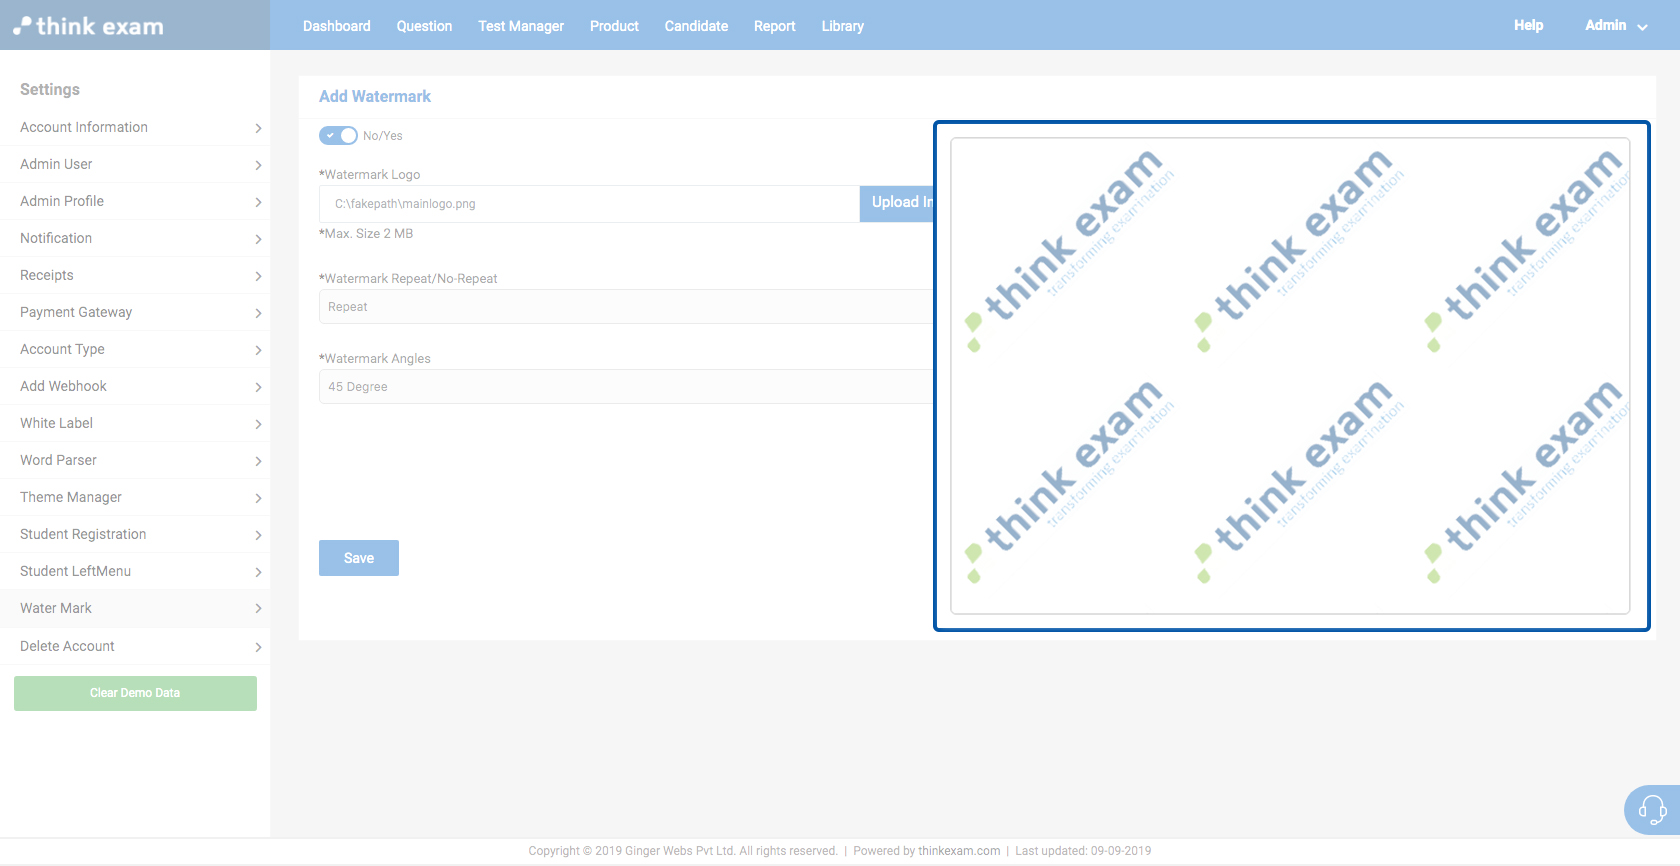 think exam
Dashboard Question Test Manager Product Candidate Report Library Help Admin
Settings
Account Information
Admin User
Admin Profile
Notification
Receipts
Payment Gateway
Account Type
Add Webhook
White Label
Word Parser
Theme Manager
Student Registration
Student LeftMenu
Water Mark
Delete Account
Clear Demo Data
Add Watermark
No/Yes
*Watermark Logo
C:\fakepath\mainlogo.png
Upload In
*Max. Size 2 MB
*Watermark Repeat/No-Repeat
Repeat
*Watermark Angles
45 Degree
Save
think exam
transforming examination
think exam
transforming examination
think exam
transforming examination
think exam
transforming examination
think exam
transforming examination
think exam
transforming examination
Copyright © 2019 Ginger Webs Pvt Ltd. All rights reserved. | Powered by thinkexam.com | Last updated: 09-09-2019